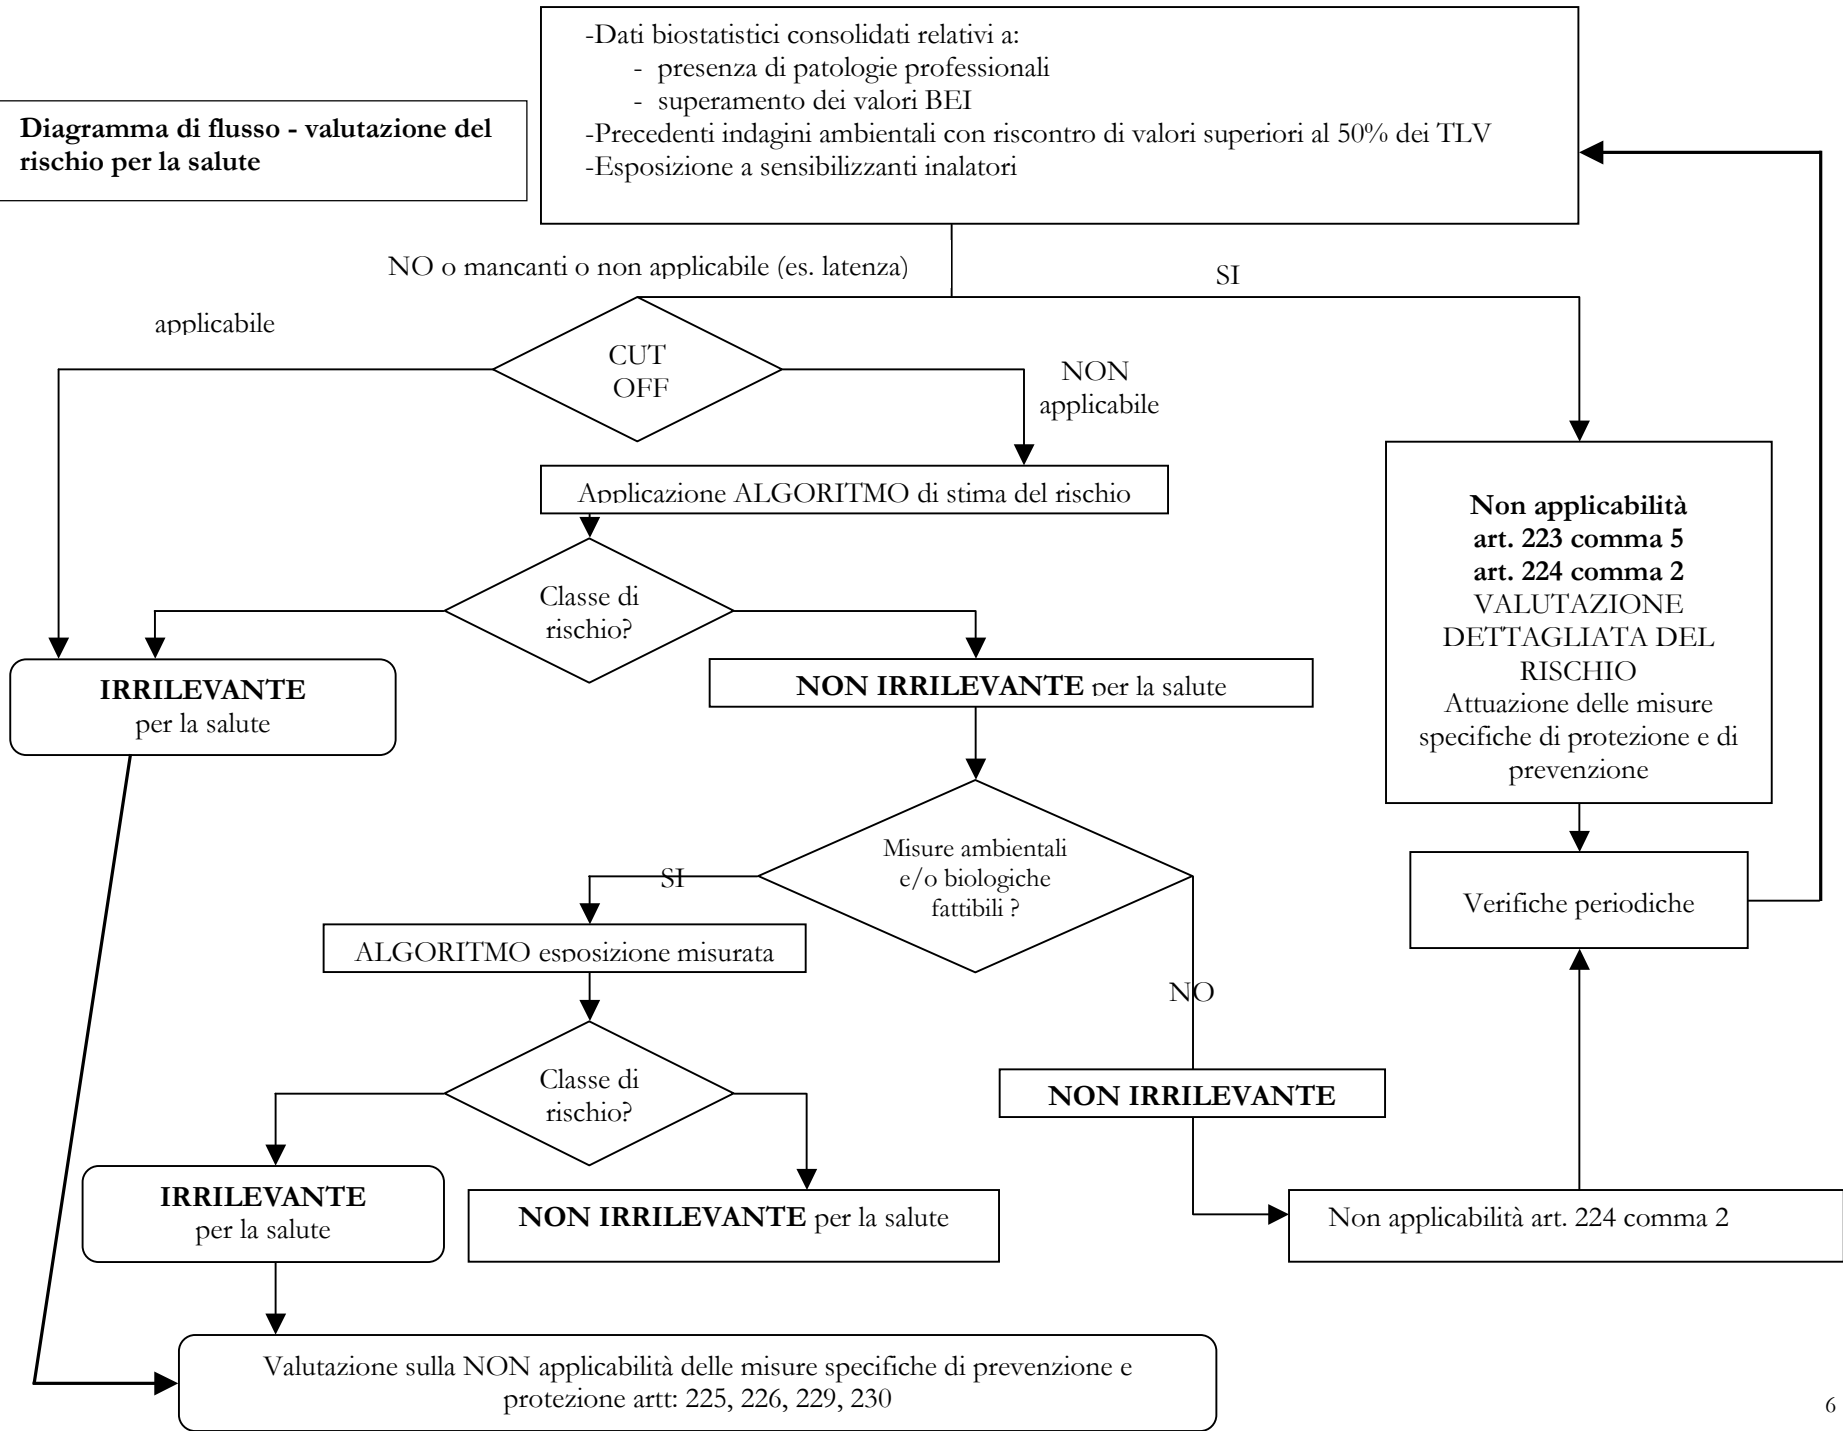 -Dati biostatistici consolidati relativi a:
- presenza di patologie professionali
- superamento dei valori BEI
-Precedenti indagini ambientali con riscontro di valori superiori al 50% dei TLV
-Esposizione a sensibilizzanti inalatori
Diagramma di flusso - valutazione del
rischio per la salute
NO o mancanti o non applicabile (es. latenza)
SI
applicabile
CUT
OFF
NON
applicabile
Applicazione ALGORITMO di stima del rischio
Non applicabilità
art. 223 comma 5
art. 224 comma 2
VALUTAZIONE
DETTAGLIATA DEL
RISCHIO
Attuazione delle misure
specifiche di protezione e di
prevenzione
Classe di
rischio?
IRRILEVANTE
per la salute
NON IRRILEVANTE per la salute
Misure ambientali
e/o biologiche
fattibili ?
SI
Verifiche periodiche
ALGORITMO esposizione misurata
NO
Classe di
rischio?
NON IRRILEVANTE
IRRILEVANTE
per la salute
NON IRRILEVANTE per la salute
Non applicabilità art. 224 comma 2
Valutazione sulla NON applicabilità delle misure specifiche di prevenzione e
protezione artt: 225, 226, 229, 230
6